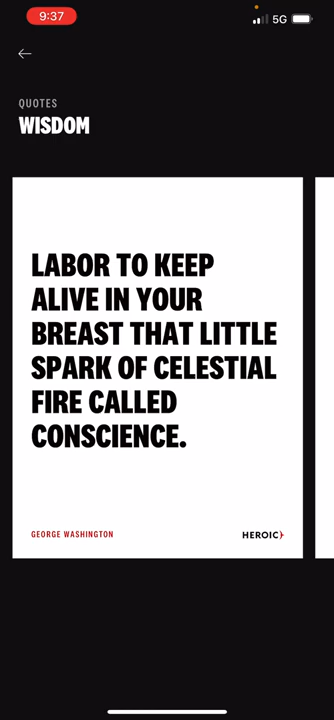 9:37
5G
QUOTES
WISDOM
LABOR TO KEEP
ALIVE IN YOUR
BREAST THAT LITTLE
SPARK OF CELESTIAL
FIRE CALLED
CONSCIENCE.
GEORGE WASHINGTON
HEROIC